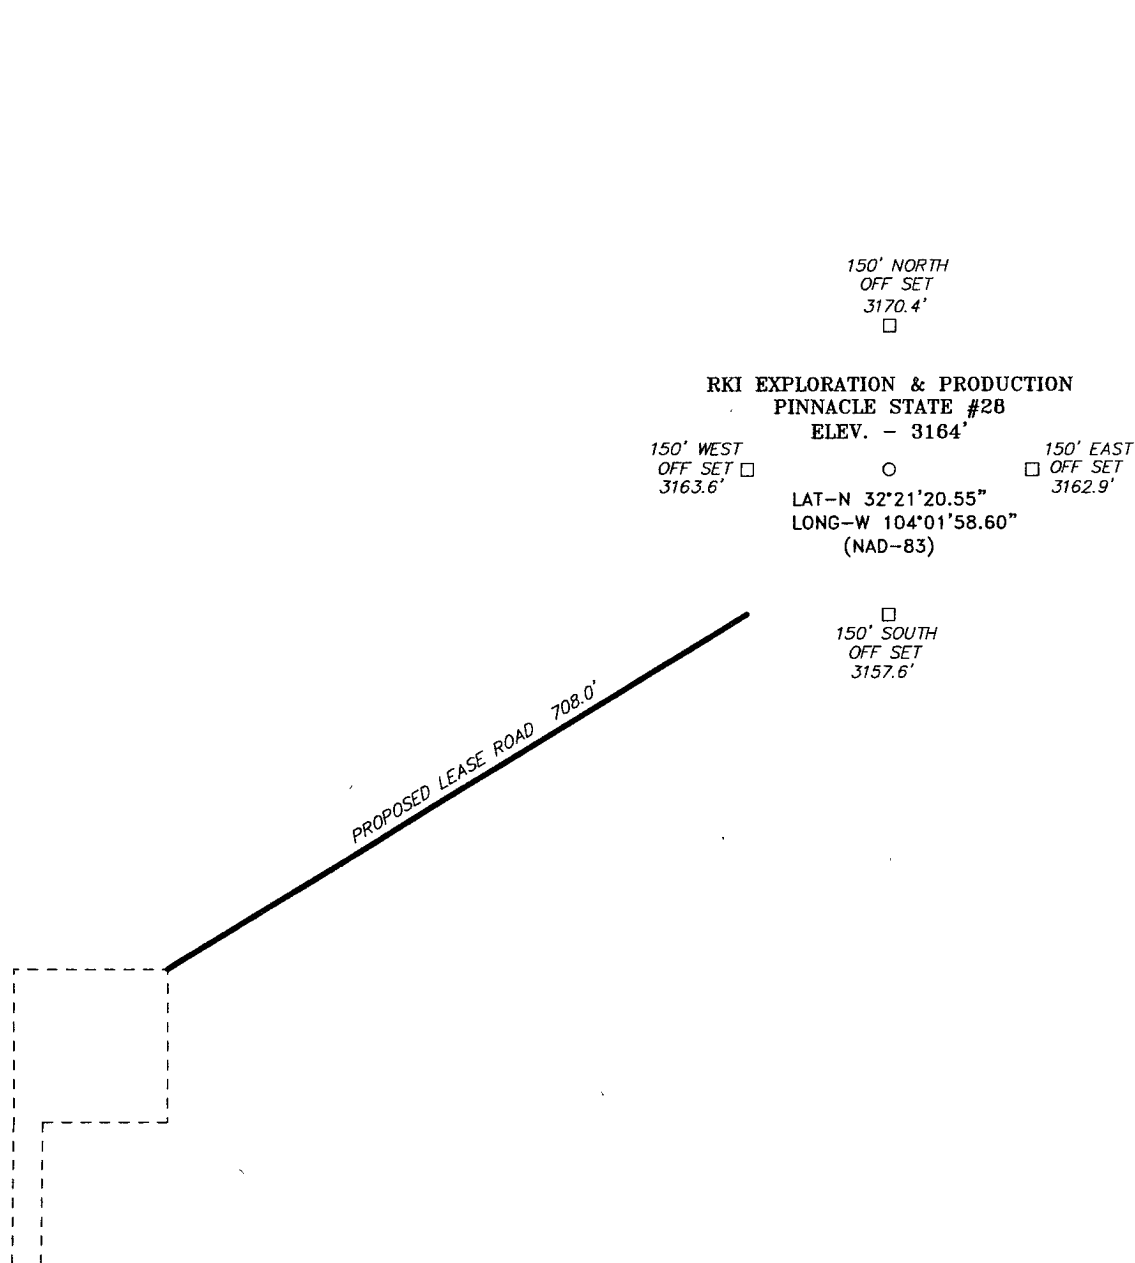 150' NORTH
OFF SET
3170.4'
RKI EXPLORATION & PRODUCTION
PINNACLE STATE #28
ELEV. - 3164'
150' WEST
OFF SET
3163.6'
150' EAST
OFF SET
3162.9'
LAT-N 32°21'20.55"
LONG-W 104°01'58.60"
(NAD-83)
150' SOUTH
OFF SET
3157.6'
PROPOSED LEASE ROAD 708.0'